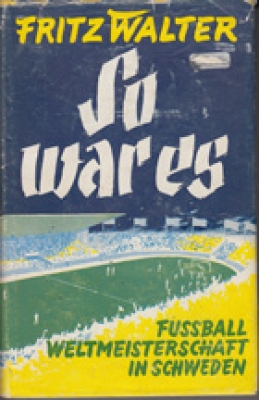 FRITZ WALTER
So
war es
FUSSBALL
WELTMEISTERSCHAFT
IN SCHWEDEN